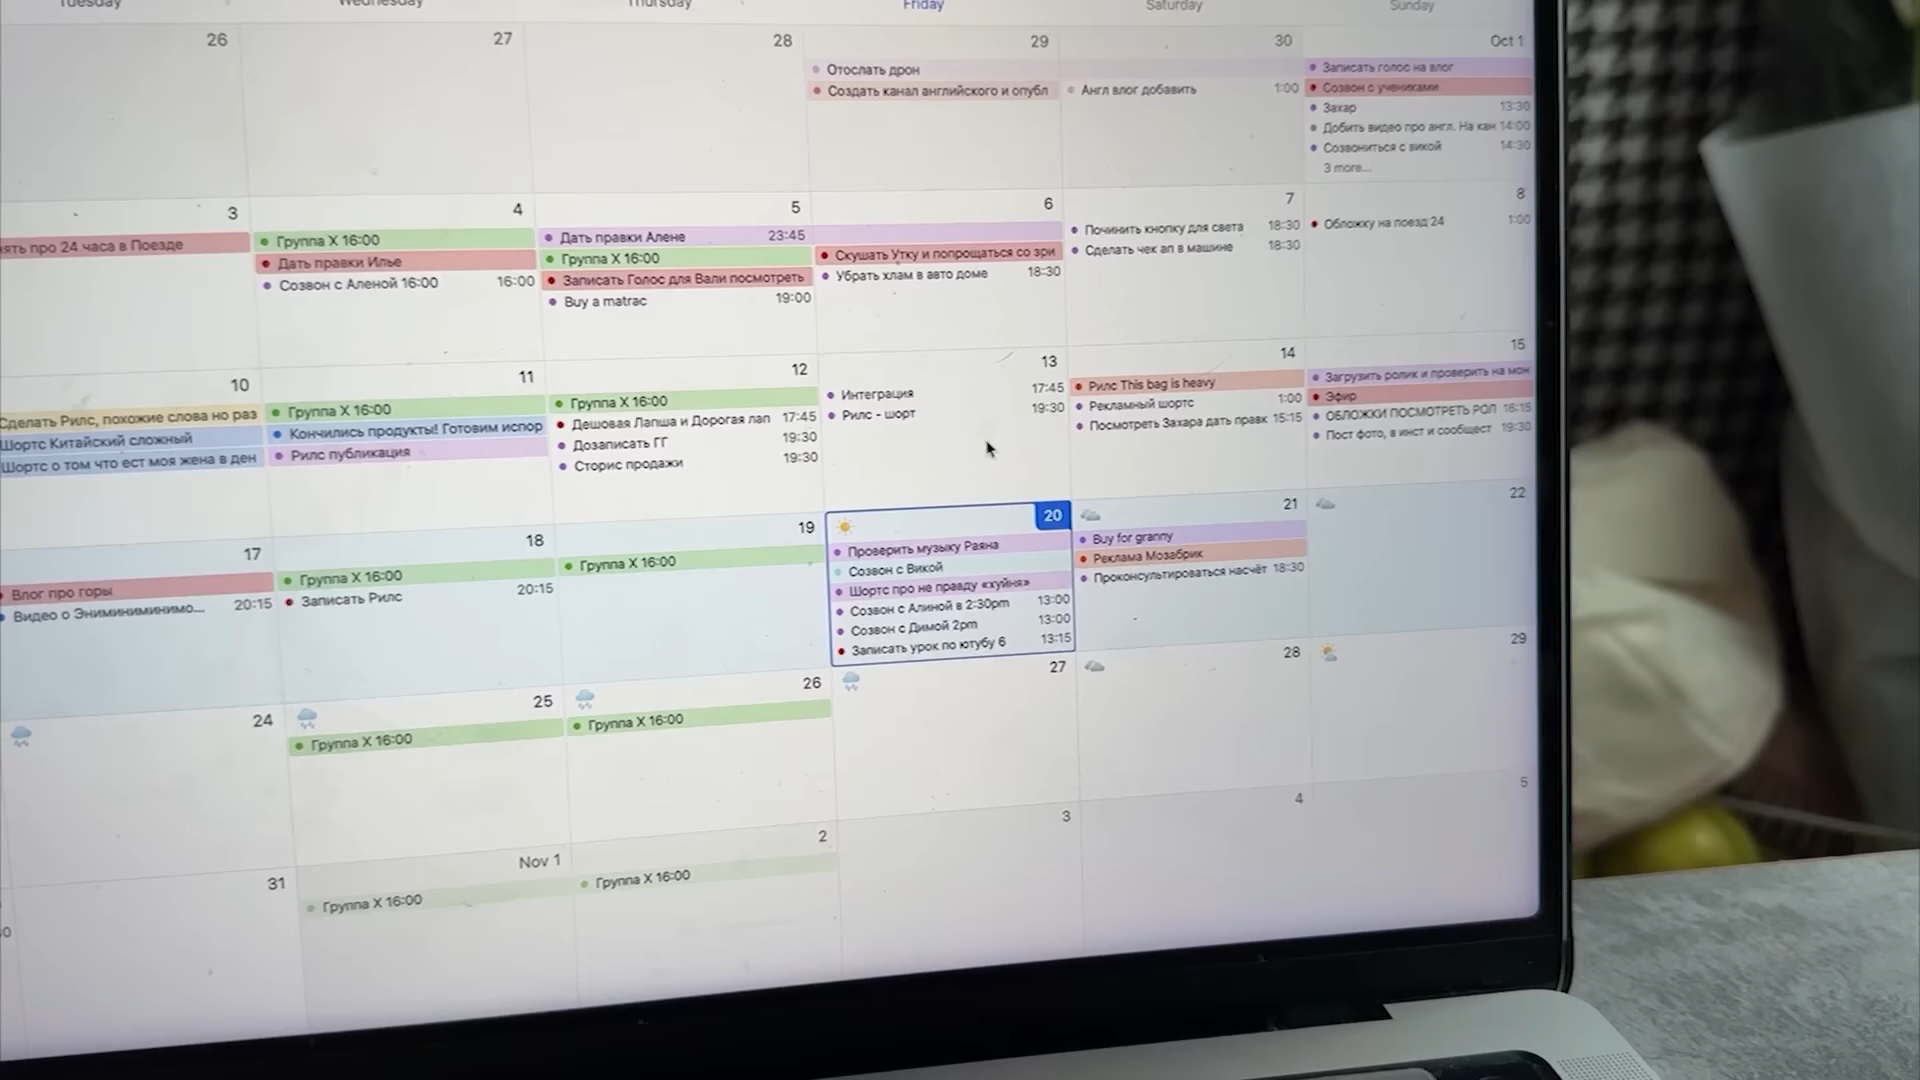 Tuesday Wednesday Thursday Friday Saturday Sunday
26 27 28 29 30 Oct 1
Отослать дрон
Создать канал английского и опубл
Англ влог добавить 1:00
Записать голос на влог
Созвон с учениками
Захар 13:30
Добить видео про англ. На кан 14:00
Созвониться с викой 14:30
3 more...
3 4 5 6 7 8
ять про 24 часа в Поезде
Группа X 16:00
Дать правки Илье
Созвон с Аленой 16:00 16:00
Дать правки Алене 23:45
Группа X 16:00
Записать Голос для Вали посмотреть
Buy a matrac 19:00
Скушать Утку и попрощаться со зри
Убрать хлам в авто доме 18:30
Починить кнопку для света 18:30
Сделать чек ап в машине 18:30
Обложку на поезд 24 1:00
10 11 12 13 14 15
Сделать Рилс, похожие слова но раз
Шортс Китайский сложный
Шортс о том что ест моя жена в ден
Группа X 16:00
Кончились продукты! Готовим испор
Рилс публикация
Группа X 16:00
Дешовая Лапша и Дорогая лап 17:45
Дозаписать ГГ 19:30
Сторис продажи 19:30
Интеграция 17:45
Рилс - шорт 19:30
Рилс This bag is heavy
Рекламный шортс 1:00
Посмотреть Захара дать правк 15:15
Загрузить ролик и проверить на мон
Эфир
ОБЛОЖКИ ПОСМОТРЕТЬ РОЛ 16:15
Пост фото, в инст и сообщест 19:30
17 18 19 20 21 22
Влог про горы
Видео о Эниминиминимо... 20:15
Группа X 16:00
Записать Рилс 20:15
Группа X 16:00
Проверить музыку Раяна
Созвон с Викой
Шортс про не правду «хуйня»
Созвон с Алиной в 2:30pm 13:00
Созвон с Димой 2pm 13:00
Записать урок по ютубу 6 13:15
Buy for granny
Реклама Мозабрик
Проконсультироваться насчёт 18:30
24 25 26 27 28 29
Группа X 16:00
Группа X 16:00
31 Nov 1 2 3 4 5
Группа X 16:00
Группа X 16:00